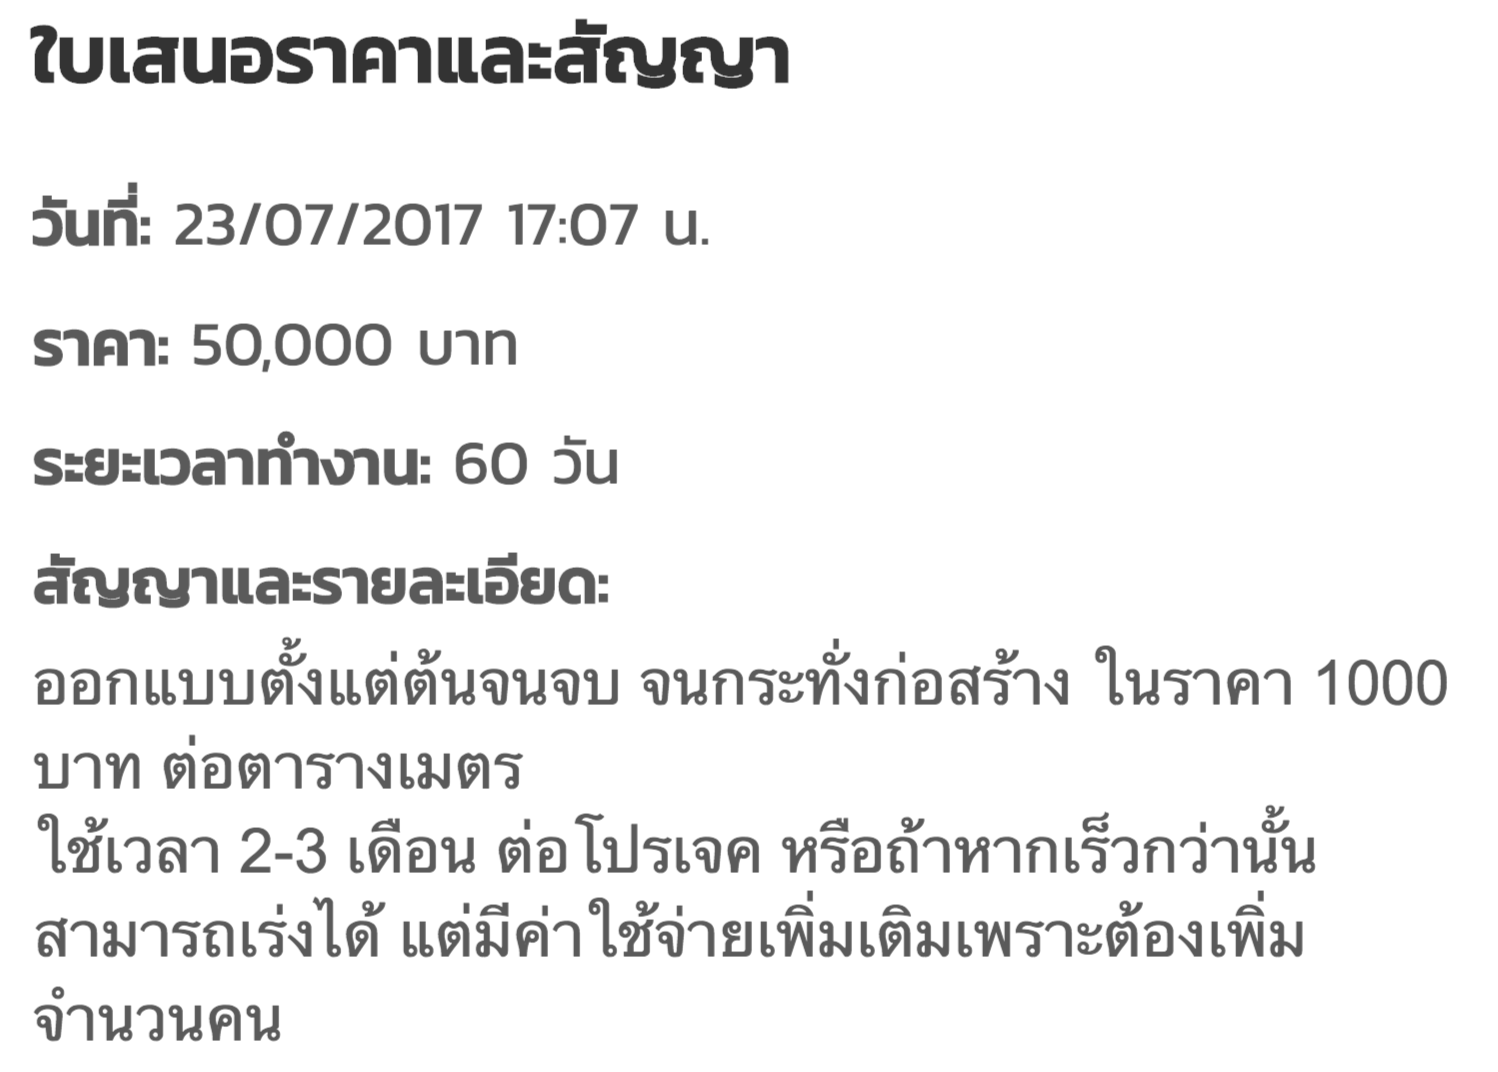 ใบเสนอราคาและสัญญา
วันที่: 23/07/2017 17:07 น.
ราคา: 50,000 บาท
ระยะเวลาทำงาน: 60 วัน
สัญญาและรายละเอียด:
ออกแบบตั้งแต่ต้นจนจบ จนกระทั่งก่อสร้าง ในราคา 1000
บาท ต่อตารางเมตร
ใช้เวลา 2-3 เดือน ต่อโปรเจค หรือถ้าหากเร็วกว่านั้น
สามารถเร่งได้ แต่มีค่าใช้จ่ายเพิ่มเติมเพราะต้องเพิ่ม
จำนวนคน